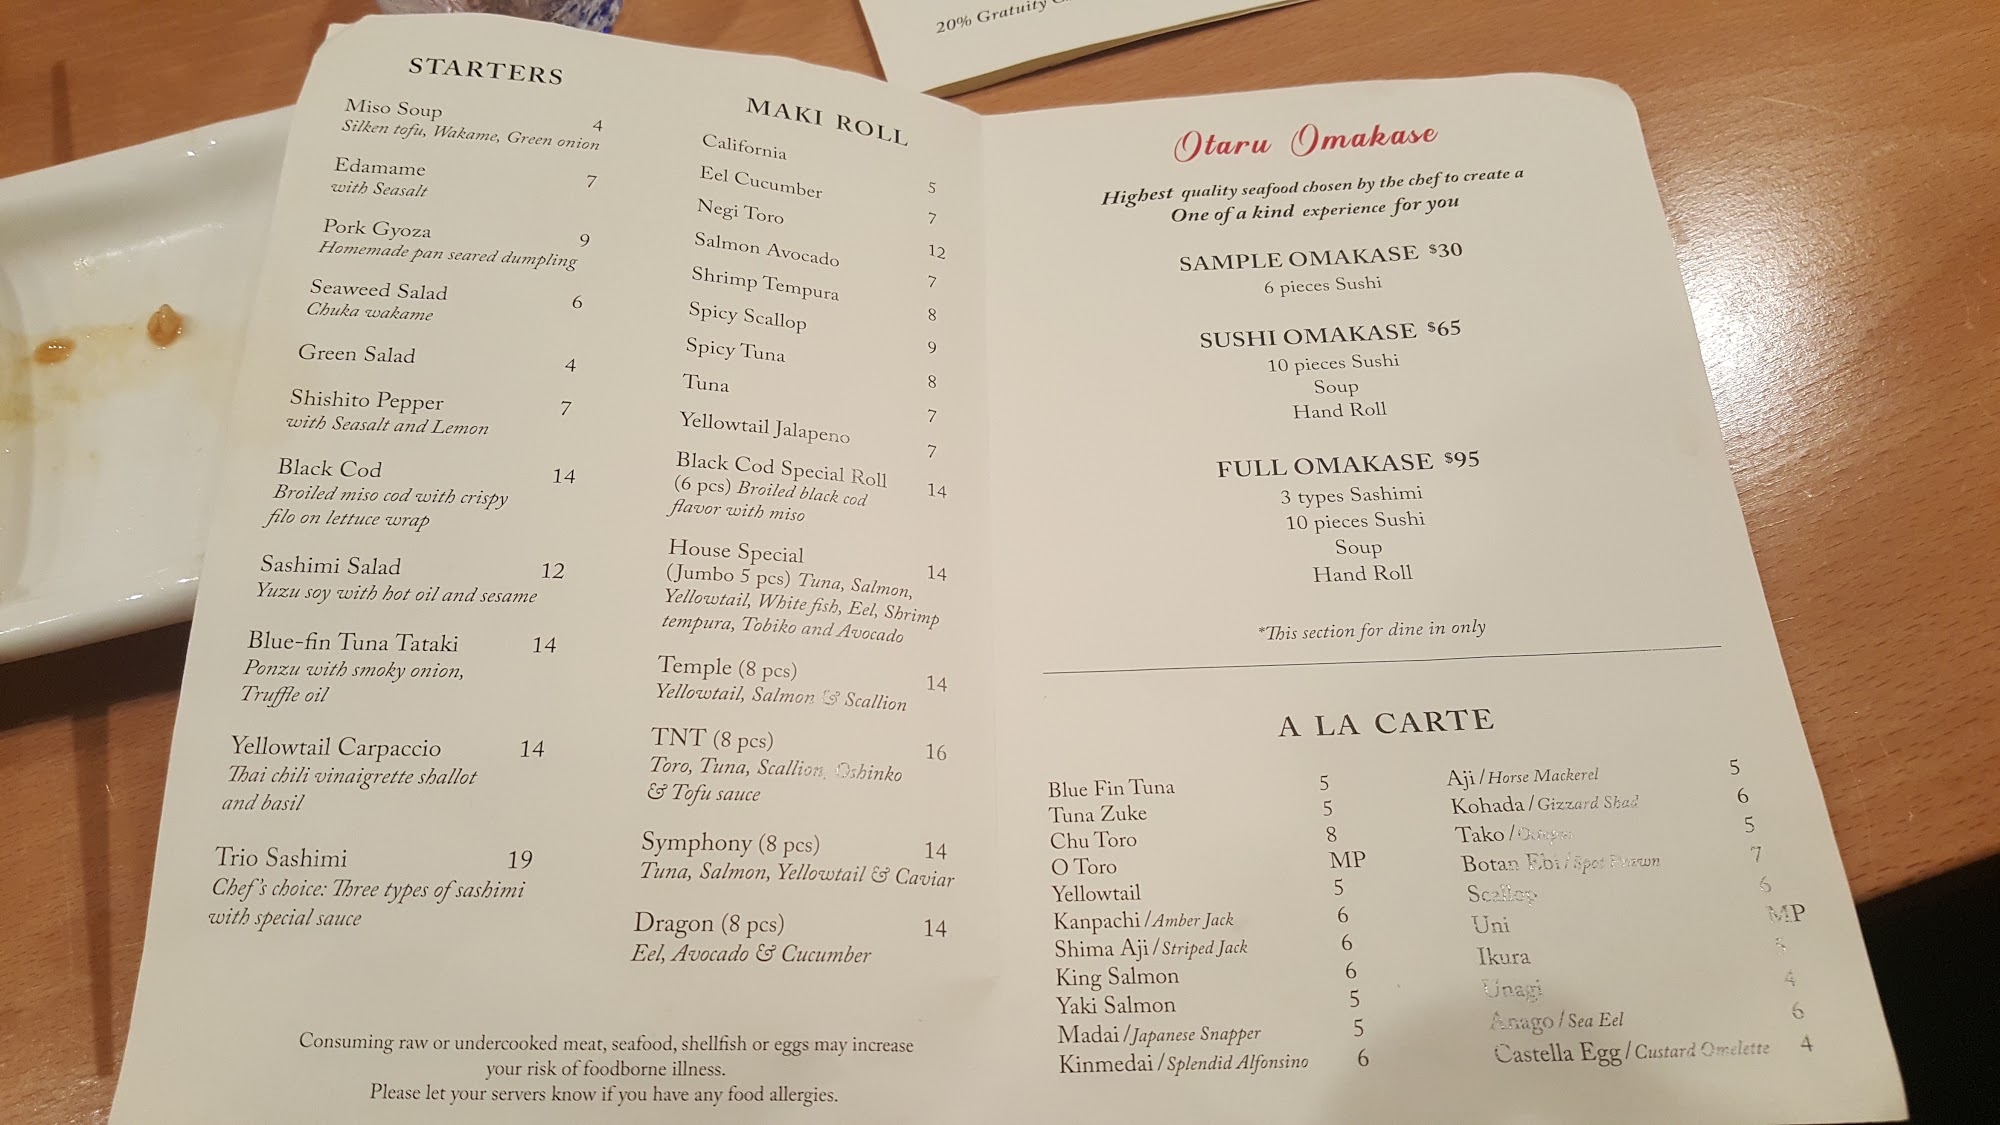 20% Gratuity
STARTERS
Miso Soup 4
Silken tofu, Wakame, Green onion
Edamame 7
with Seasalt
Pork Gyoza 9
Homemade pan seared dumpling
Seaweed Salad 6
Chuka wakame
Green Salad 4
Shishito Pepper 7
with Seasalt and Lemon
Black Cod 14
Broiled miso cod with crispy
filo on lettuce wrap
Sashimi Salad 12
Yuzu soy with hot oil and sesame
Blue-fin Tuna Tataki 14
Ponzu with smoky onion,
Truffle oil
Yellowtail Carpaccio 14
Thai chili vinaigrette shallot
and basil
Trio Sashimi 19
Chef's choice: Three types of sashimi
with special sauce
MAKI ROLL
California 5
Eel Cucumber 7
Negi Toro 12
Salmon Avocado 7
Shrimp Tempura 8
Spicy Scallop 9
Spicy Tuna 8
Tuna 7
Yellowtail Jalapeno 7
Black Cod Special Roll 14
(6 pcs) Broiled black cod
flavor with miso
House Special 14
(Jumbo 5 pcs) Tuna, Salmon,
Yellowtail, White fish, Eel, Shrimp
tempura, Tobiko and Avocado
Temple (8 pcs) 14
Yellowtail, Salmon & Scallion
TNT (8 pcs) 16
Toro, Tuna, Scallion, Oshinko
& Tofu sauce
Symphony (8 pcs) 14
Tuna, Salmon, Yellowtail & Caviar
Dragon (8 pcs) 14
Eel, Avocado & Cucumber
Consuming raw or undercooked meat, seafood, shellfish or eggs may increase
your risk of foodborne illness.
Please let your servers know if you have any food allergies.
Otaru Omakase
Highest quality seafood chosen by the chef to create a
One of a kind experience for you
SAMPLE OMAKASE $30
6 pieces Sushi
SUSHI OMAKASE $65
10 pieces Sushi
Soup
Hand Roll
FULL OMAKASE $95
3 types Sashimi
10 pieces Sushi
Soup
Hand Roll
*This section for dine in only
A LA CARTE
Blue Fin Tuna 5
Tuna Zuke 5
Chu Toro 8
O Toro MP
Yellowtail 5
Kanpachi / Amber Jack 6
Shima Aji / Striped Jack 6
King Salmon 6
Yaki Salmon 5
Madai / Japanese Snapper 5
Kinmedai / Splendid Alfonsino 6
Aji / Horse Mackerel 5
Kohada / Gizzard Shad 6
Tako / 5
Botan Ebi / Spot Prawn 7
Scallop 6
Uni MP
Ikura
Unagi 4
Anago / Sea Eel 6
Castella Egg / Custard Omelette 4